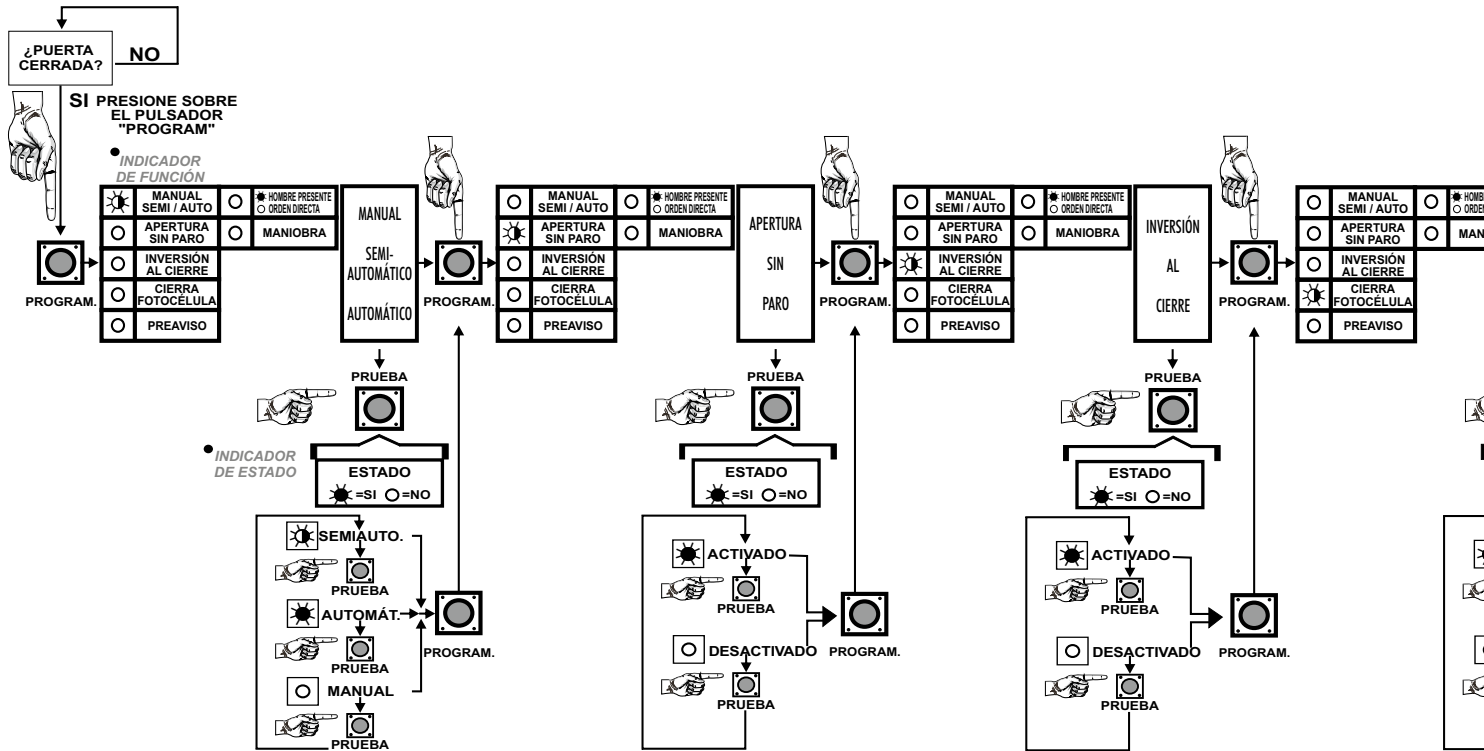 ¿PUERTA
CERRADA?
NO
SI PRESIONE SOBRE
EL PULSADOR
"PROGRAM"
INDICADOR
DE FUNCIÓN
PROGRAM.
MANUAL
SEMI / AUTO
APERTURA
SIN PARO
INVERSIÓN
AL CIERRE
CIERRA
FOTOCÉLULA
PREAVISO
HOMBRE PRESENTE
ORDEN DIRECTA
MANIOBRA
MANUAL
SEMI-
AUTOMÁTICO
AUTOMÁTICO
PROGRAM.
MANUAL
SEMI / AUTO
APERTURA
SIN PARO
INVERSIÓN
AL CIERRE
CIERRA
FOTOCÉLULA
PREAVISO
HOMBRE PRESENTE
ORDEN DIRECTA
MANIOBRA
APERTURA
SIN
PARO
PROGRAM.
MANUAL
SEMI / AUTO
APERTURA
SIN PARO
INVERSIÓN
AL CIERRE
CIERRA
FOTOCÉLULA
PREAVISO
HOMBRE PRESENTE
ORDEN DIRECTA
MANIOBRA
INVERSIÓN
AL
CIERRE
PROGRAM.
MANUAL
SEMI / AUTO
APERTURA
SIN PARO
INVERSIÓN
AL CIERRE
CIERRA
FOTOCÉLULA
PREAVISO
PRUEBA
INDICADOR
DE ESTADO
ESTADO
=SI =NO
SEMIAUTO.
PRUEBA
AUTOMÁT.
PRUEBA
MANUAL
PRUEBA
PROGRAM.
PRUEBA
ESTADO
=SI =NO
ACTIVADO
PRUEBA
DESACTIVADO
PRUEBA
PROGRAM.
PRUEBA
ESTADO
=SI =NO
ACTIVADO
PRUEBA
DESACTIVADO
PRUEBA
PROGRAM.